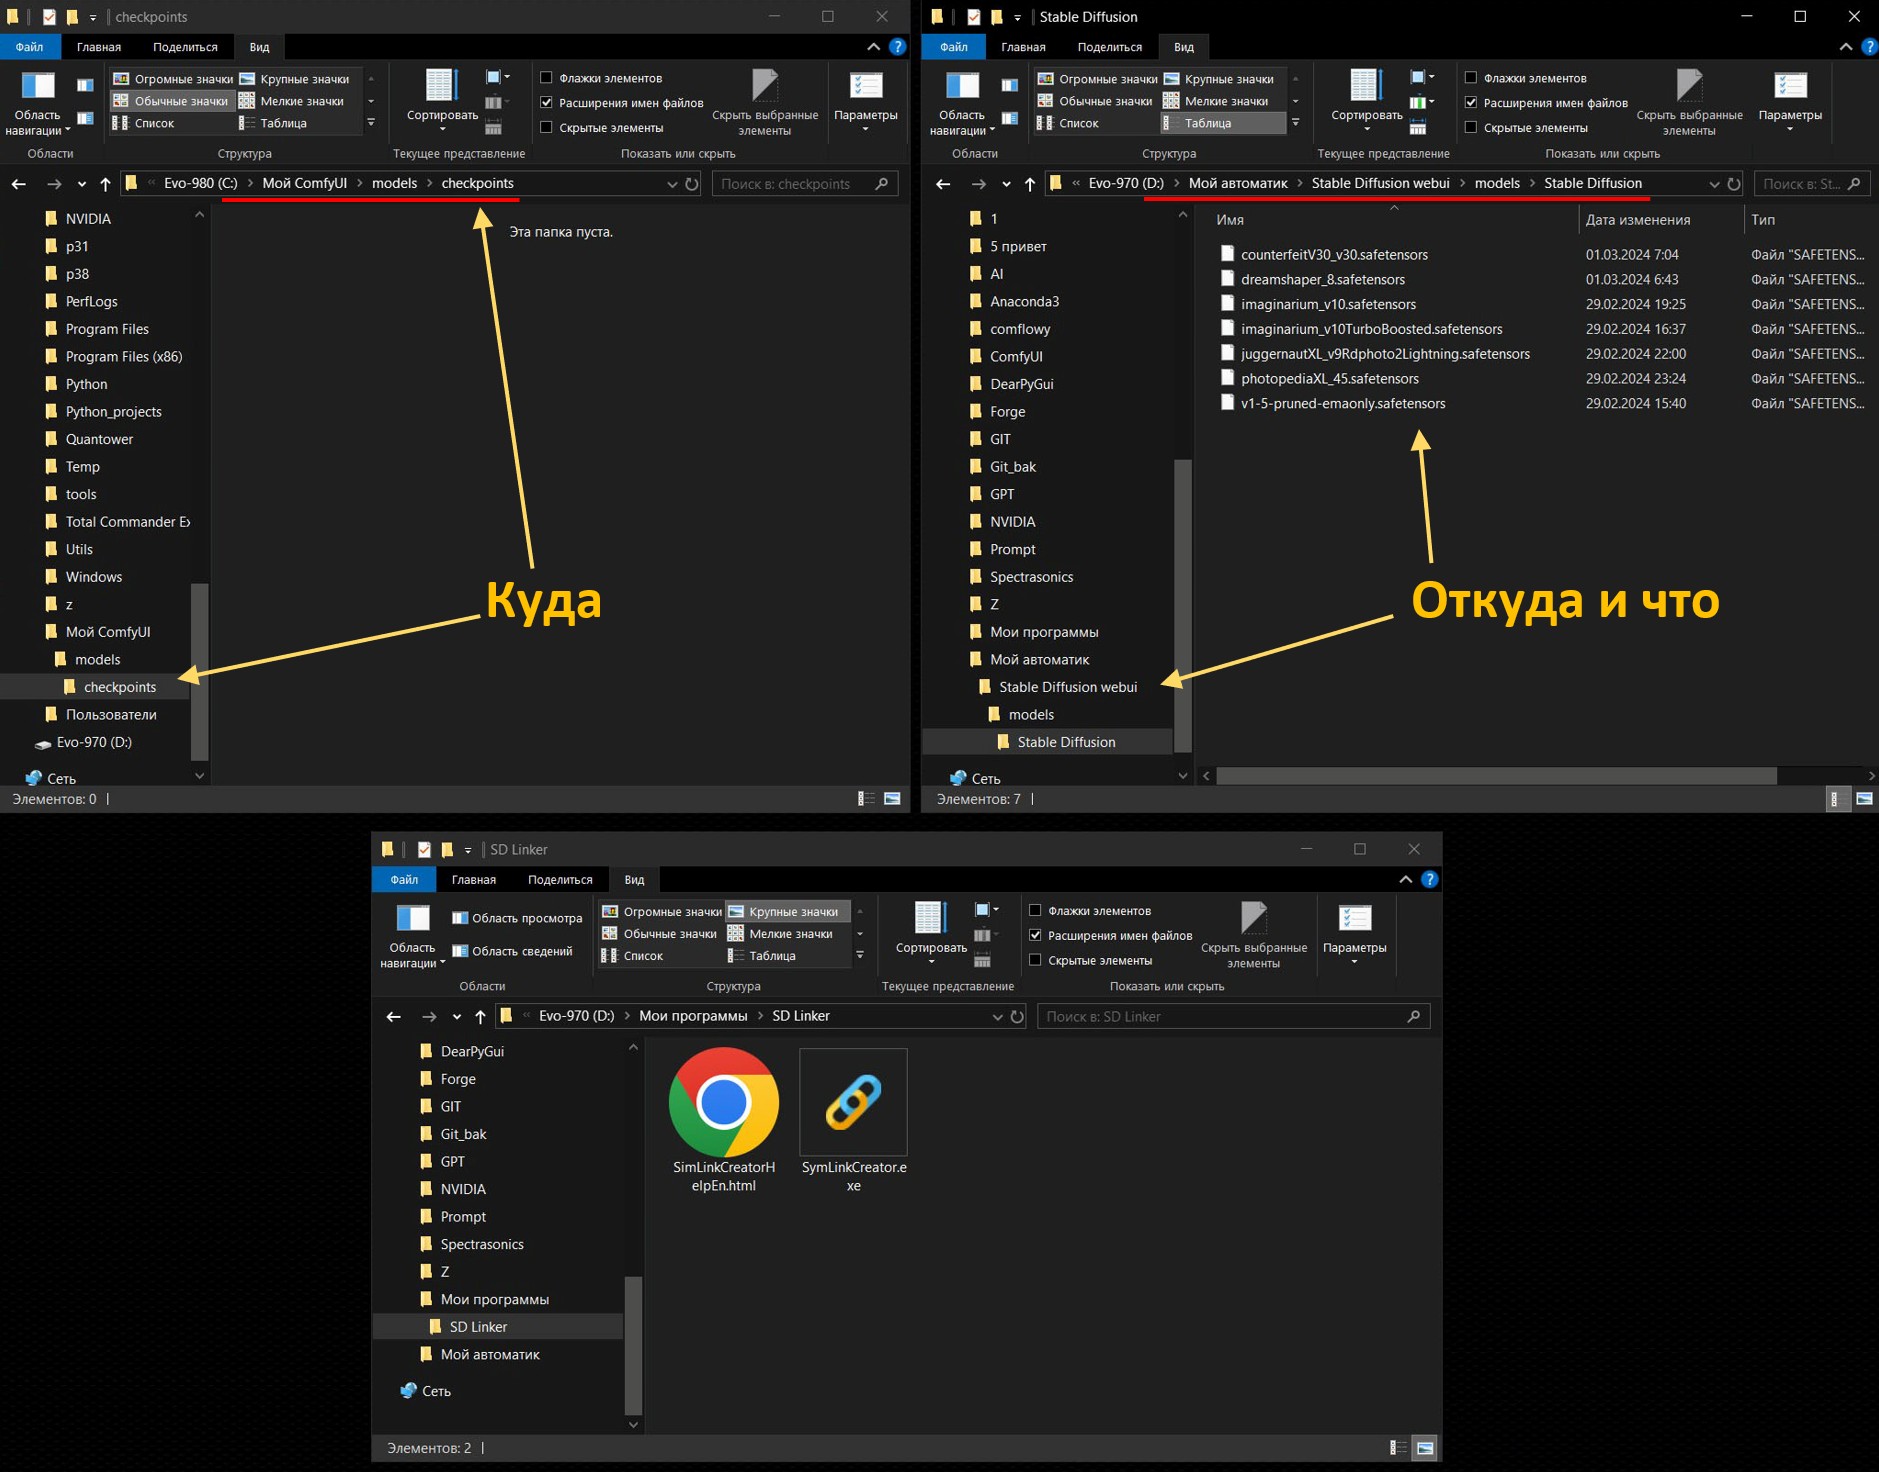 checkpoints
Файл Главная Поделиться Вид
Область навигации
Огромные значки Крупные значки
Обычные значки Мелкие значки
Список Таблица
Сортировать
Флажки элементов
Расширения имен файлов
Скрытые элементы
Скрыть выбранные элементы
Параметры
Области Структура Текущее представление Показать или скрыть
Evo-980 (C:) Мой ComfyUI models checkpoints
Поиск в: checkpoints
NVIDIA
p31
p38
PerfLogs
Program Files
Program Files (x86)
Python
Python_projects
Quantower
Temp
tools
Total Commander Ex
Utils
Windows
z
Мой ComfyUI
models
checkpoints
Пользователи
Evo-970 (D:)
Сеть
Эта папка пуста.
Куда
Элементов: 0
Stable Diffusion
Файл Главная Поделиться Вид
Область навигации
Огромные значки Крупные значки
Обычные значки Мелкие значки
Список Таблица
Сортировать
Флажки элементов
Расширения имен файлов
Скрытые элементы
Скрыть выбранные элементы
Параметры
Области Структура Текущее представление Показать или скрыть
Evo-970 (D:) Мой автоматик Stable Diffusion webui models Stable Diffusion
Поиск в: St...
1
5 привет
AI
Anaconda3
comflowy
ComfyUI
DearPyGui
Forge
GIT
Git_bak
GPT
NVIDIA
Prompt
Spectrasonics
Z
Мои программы
Мой автоматик
Stable Diffusion webui
models
Stable Diffusion
Сеть
Имя Дата изменения Тип
counterfeitV30_v30.safetensors 01.03.2024 7:04 Файл "SAFETENS...
dreamshaper_8.safetensors 01.03.2024 6:43 Файл "SAFETENS...
imaginarium_v10.safetensors 29.02.2024 19:25 Файл "SAFETENS...
imaginarium_v10TurboBoosted.safetensors 29.02.2024 16:37 Файл "SAFETENS...
juggernautXL_v9Rdphoto2Lightning.safetensors 29.02.2024 22:00 Файл "SAFETENS...
photopediaXL_45.safetensors 29.02.2024 23:24 Файл "SAFETENS...
v1-5-pruned-emaonly.safetensors 29.02.2024 15:40 Файл "SAFETENS...
Откуда и что
Элементов: 7
SD Linker
Файл Главная Поделиться Вид
Область навигации
Область просмотра
Область сведений
Огромные значки Крупные значки
Обычные значки Мелкие значки
Список Таблица
Сортировать
Флажки элементов
Расширения имен файлов
Скрытые элементы
Скрыть выбранные элементы
Параметры
Области Структура Текущее представление Показать или скрыть
Evo-970 (D:) Мои программы SD Linker
Поиск в: SD Linker
DearPyGui
Forge
GIT
Git_bak
GPT
NVIDIA
Prompt
Spectrasonics
Z
Мои программы
SD Linker
Мой автоматик
Сеть
SimLinkCreatorH
elpEn.html
SymLinkCreator.e
xe
Элементов: 2